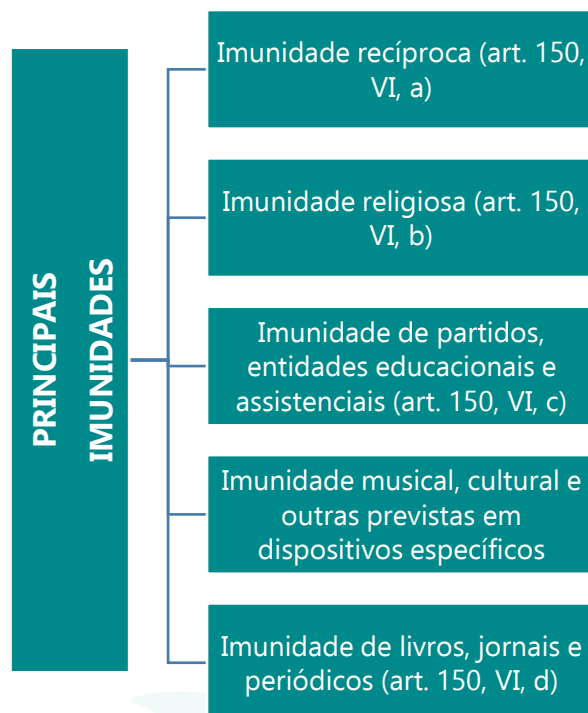 PRINCIPAIS
IMUNIDADES
Imunidade recíproca (art. 150,
VI, a)
Imunidade religiosa (art. 150,
VI, b)
Imunidade de partidos,
entidades educacionais e
assistenciais (art. 150, VI, c)
Imunidade musical, cultural e
outras previstas em
dispositivos específicos
Imunidade de livros, jornais e
periódicos (art. 150, VI, d)